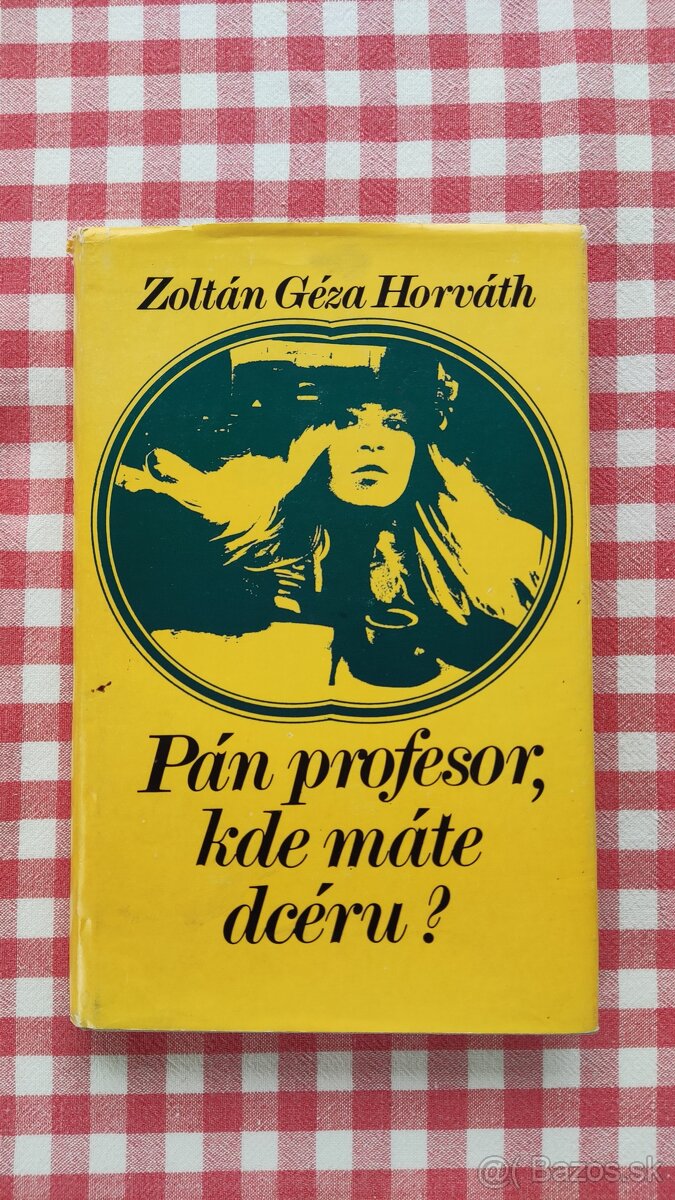 Zoltán Géza Horváth
Pán profesor,
kde máte
dcéru?
@( Bazos.sk